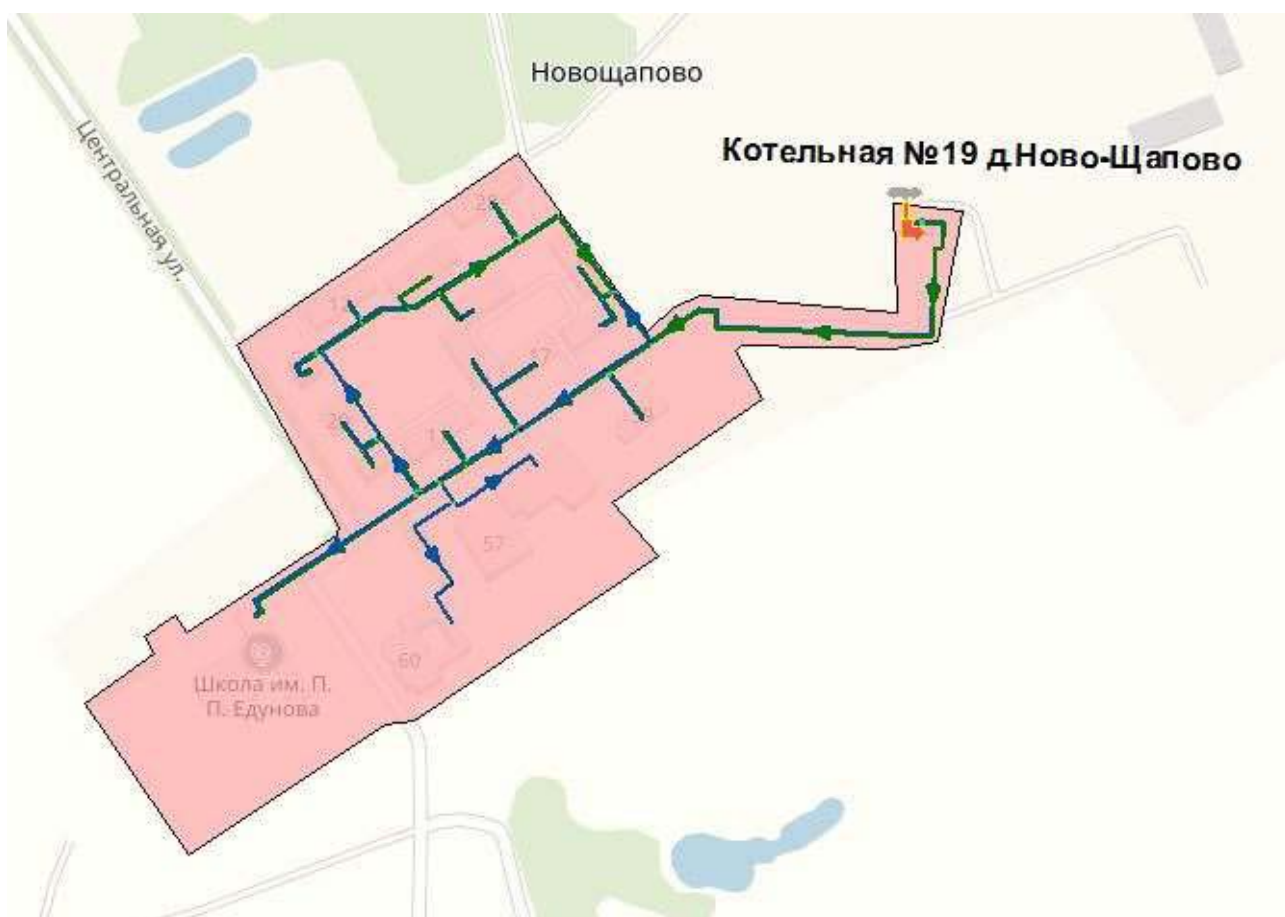 Новощапово
Котельная №19 д.Ново-Щапово
Центральная ул.
57
60
Школа им. П.
П. Едунова